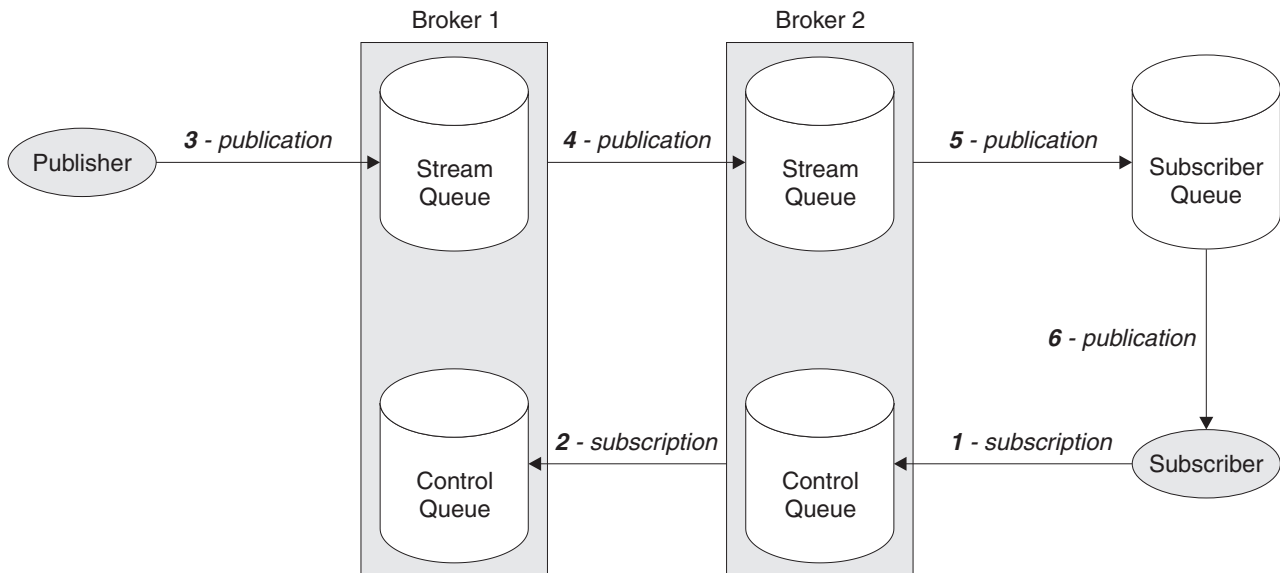 Broker 1
Broker 2
3 - publication
4 - publication
5 - publication
Publisher
Stream
Queue
Stream
Queue
Subscriber
Queue
6 - publication
2 - subscription
1 - subscription
Control
Queue
Control
Queue
Subscriber